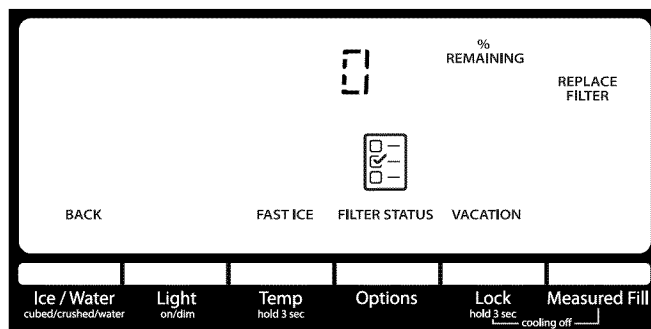 0
%
REMAINING
REPLACE
FILTER
BACK
FAST ICE
FILTER STATUS
VACATION
Ice / Water
cubed/crushed/water
Light
on/dim
Temp
hold 3 sec
Options
Lock
hold 3 sec
Measured Fill
cooling off